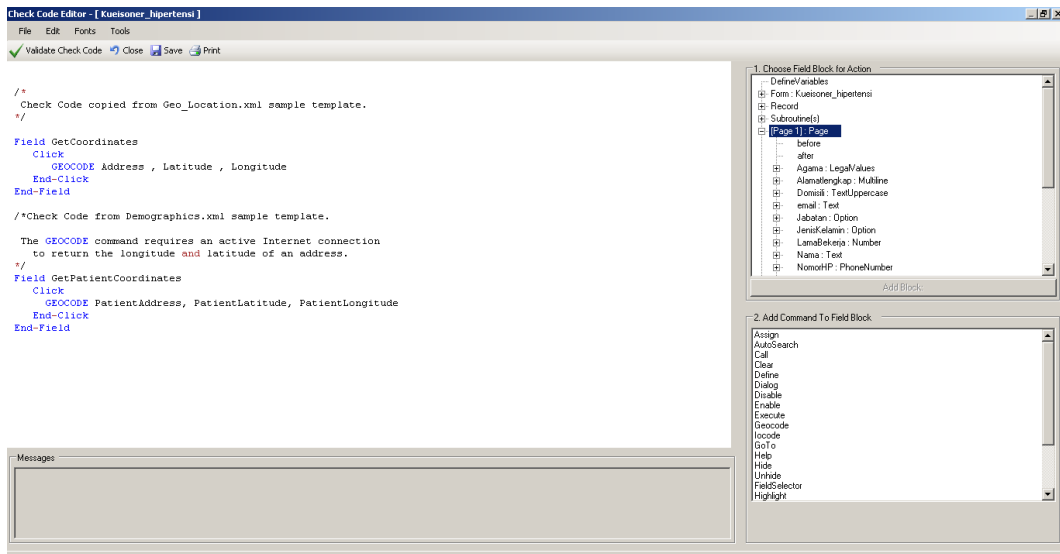 Check Code Editor - [ Kueisoner_hipertensi ]
File Edit Fonts Tools
Validate Check Code Close Save Print
/*
Check Code copied from Geo_Location.xml sample template.
*/
Field GetCoordinates
Click
GEOCODE Address , Latitude , Longitude
End-Click
End-Field
/*Check Code from Demographics.xml sample template.
The GEOCODE command requires an active Internet connection
to return the longitude and latitude of an address.
*/
Field GetPatientCoordinates
Click
GEOCODE PatientAddress, PatientLatitude, PatientLongitude
End-Click
End-Field
Messages
1. Choose Field Block for Action
DefineVariables
Form : Kueisoner_hipertensi
Record
Subroutine(s)
[Page 1] : Page
before
after
Agama : LegalValues
Alamatlengkap : Multiline
Domisili : TextUppercase
email : Text
Jabatan : Option
JenisKelamin : Option
LamaBekerja : Number
Nama : Text
NomorHP : PhoneNumber
Add Block:
2. Add Command To Field Block
Assign
AutoSearch
Call
Clear
Define
Dialog
Disable
Enable
Execute
Geocode
Iocode
GoTo
Help
Hide
Unhide
FieldSelector
Highlight